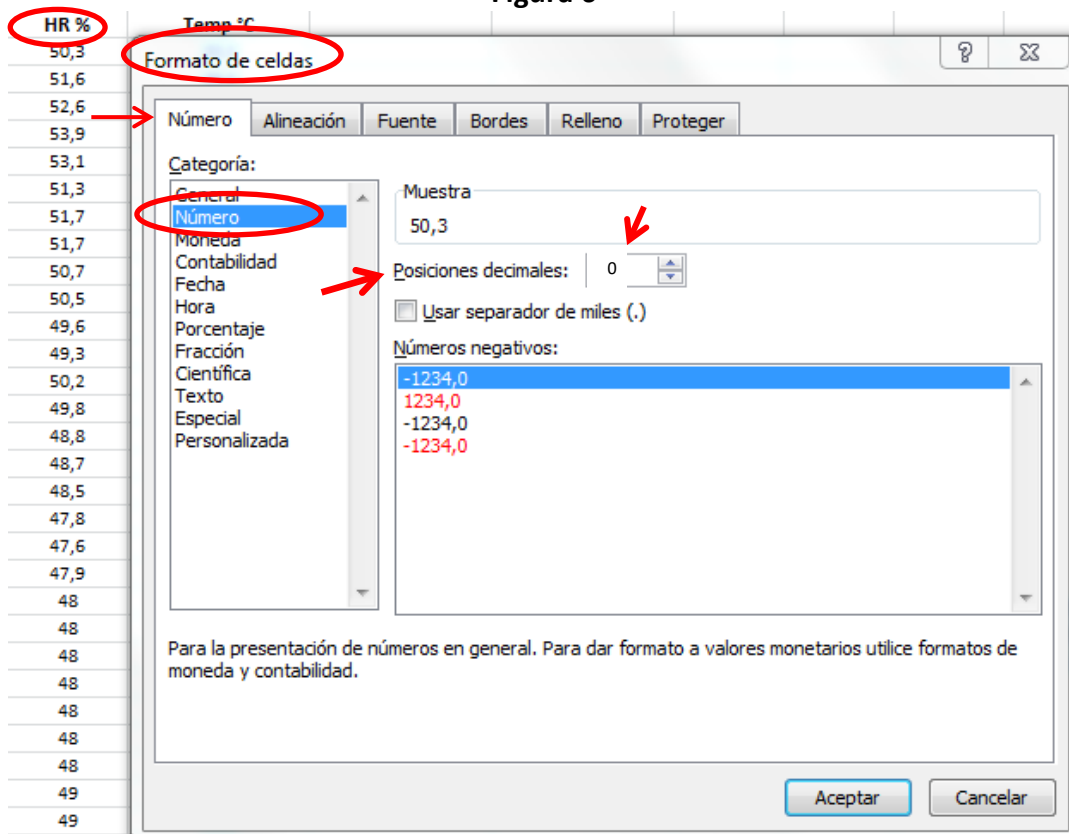 HR %
Temp °C
50,3
51,6
52,6
53,9
53,1
51,3
51,7
51,7
50,7
50,5
49,6
49,3
50,2
49,8
48,8
48,7
48,5
47,8
47,6
47,9
48
48
48
48
48
48
48
49
49
Formato de celdas
Número Alineación Fuente Bordes Relleno Proteger
Categoría:
General
Número
Moneda
Contabilidad
Fecha
Hora
Porcentaje
Fracción
Científica
Texto
Especial
Personalizada
Muestra
50,3
Posiciones decimales: 0
Usar separador de miles (.)
Números negativos:
-1234,0
1234,0
-1234,0
-1234,0
Para la presentación de números en general. Para dar formato a valores monetarios utilice formatos de
moneda y contabilidad.
Aceptar Cancelar